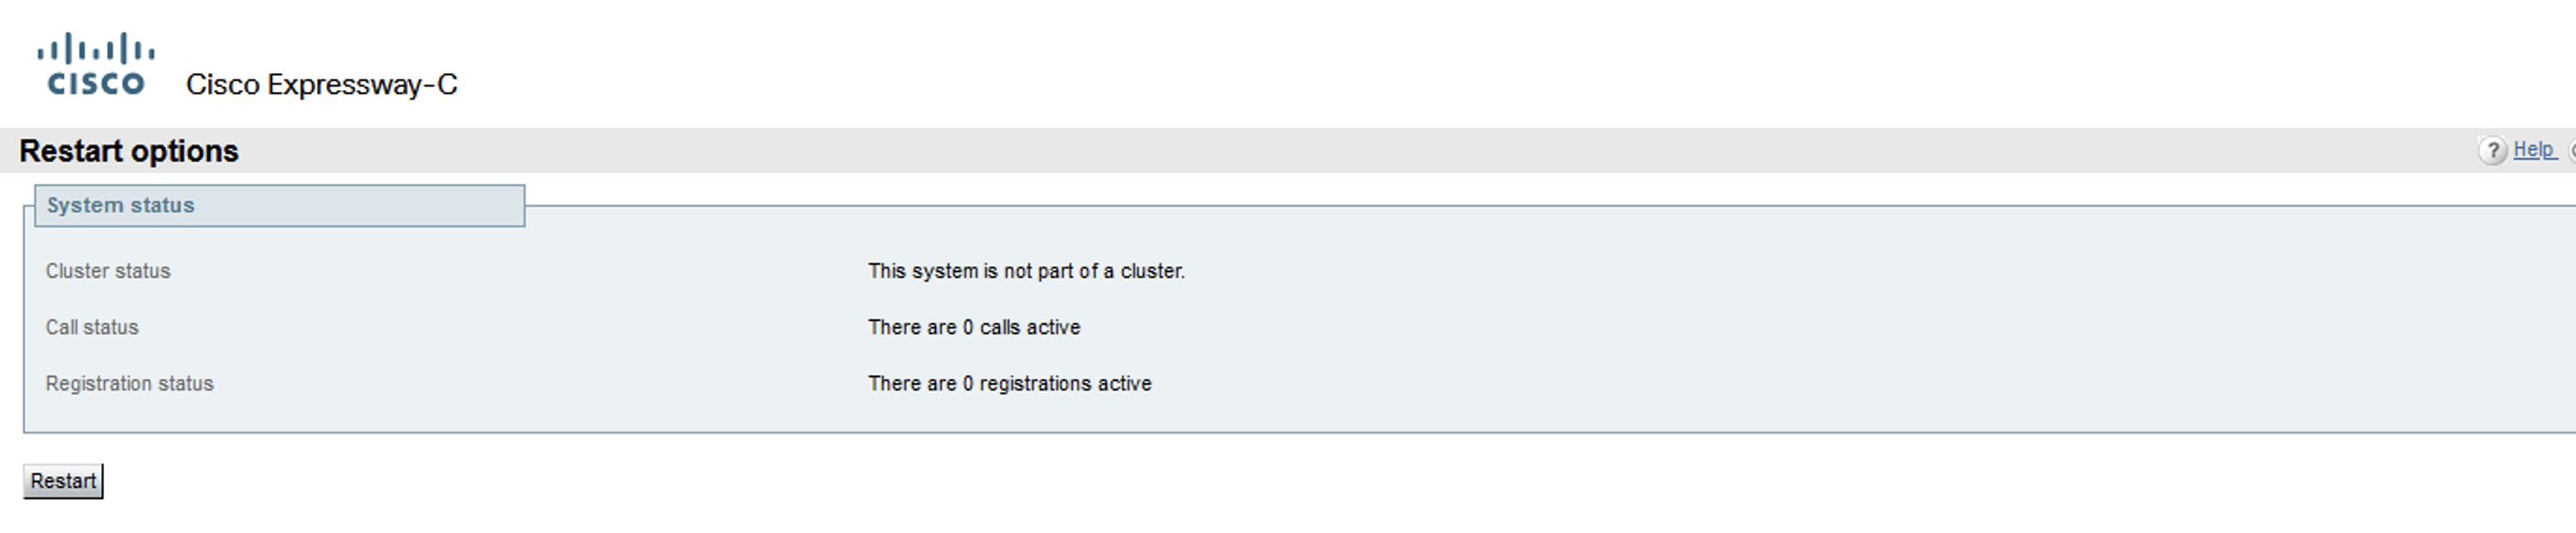 CISCO Cisco Expressway-C
Restart options ? Help
System status
Cluster status This system is not part of a cluster.
Call status There are 0 calls active
Registration status There are 0 registrations active
Restart